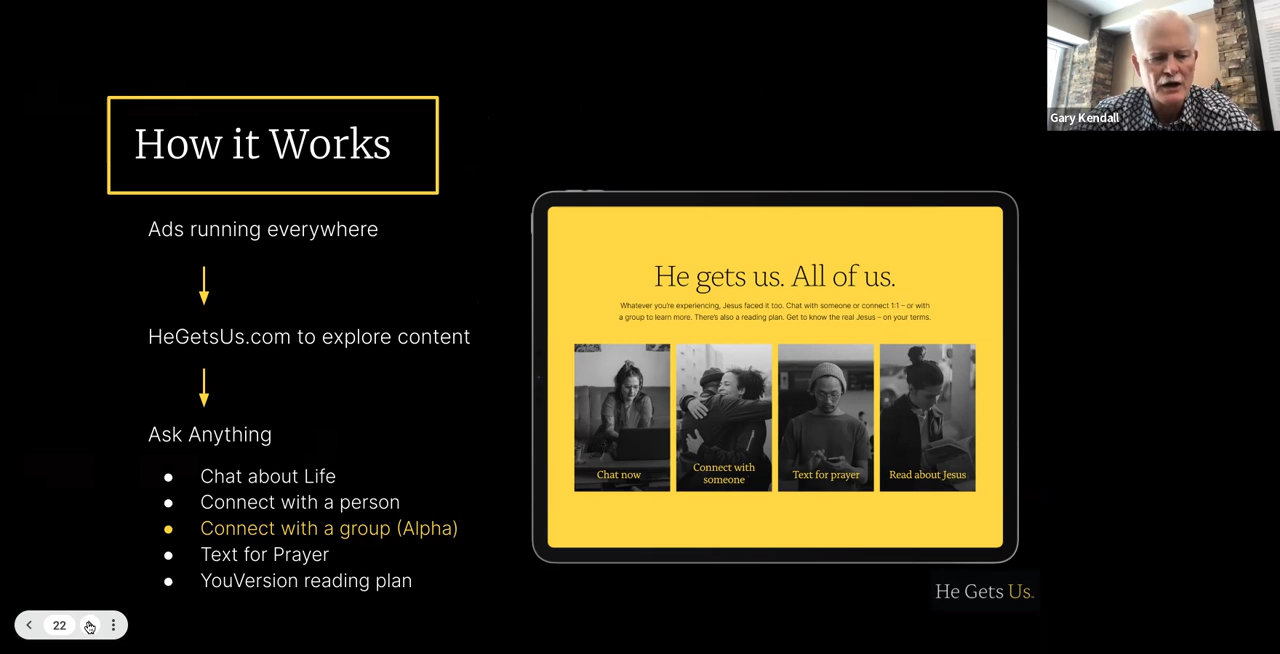 How it Works
Ads running everywhere
HeGetsUs.com to explore content
Ask Anything
● Chat about Life
● Connect with a person
● Connect with a group (Alpha)
● Text for Prayer
● YouVersion reading plan
He gets us. All of us.
Whatever you're experiencing, Jesus faced it too. Chat with someone or connect 1:1 – or with
a group to learn more. There's also a reading plan. Get to know the real Jesus – on your terms.
Chat now
Connect with
someone
Text for prayer
Read about Jesus
He Gets Us.
Gary Kendall
22